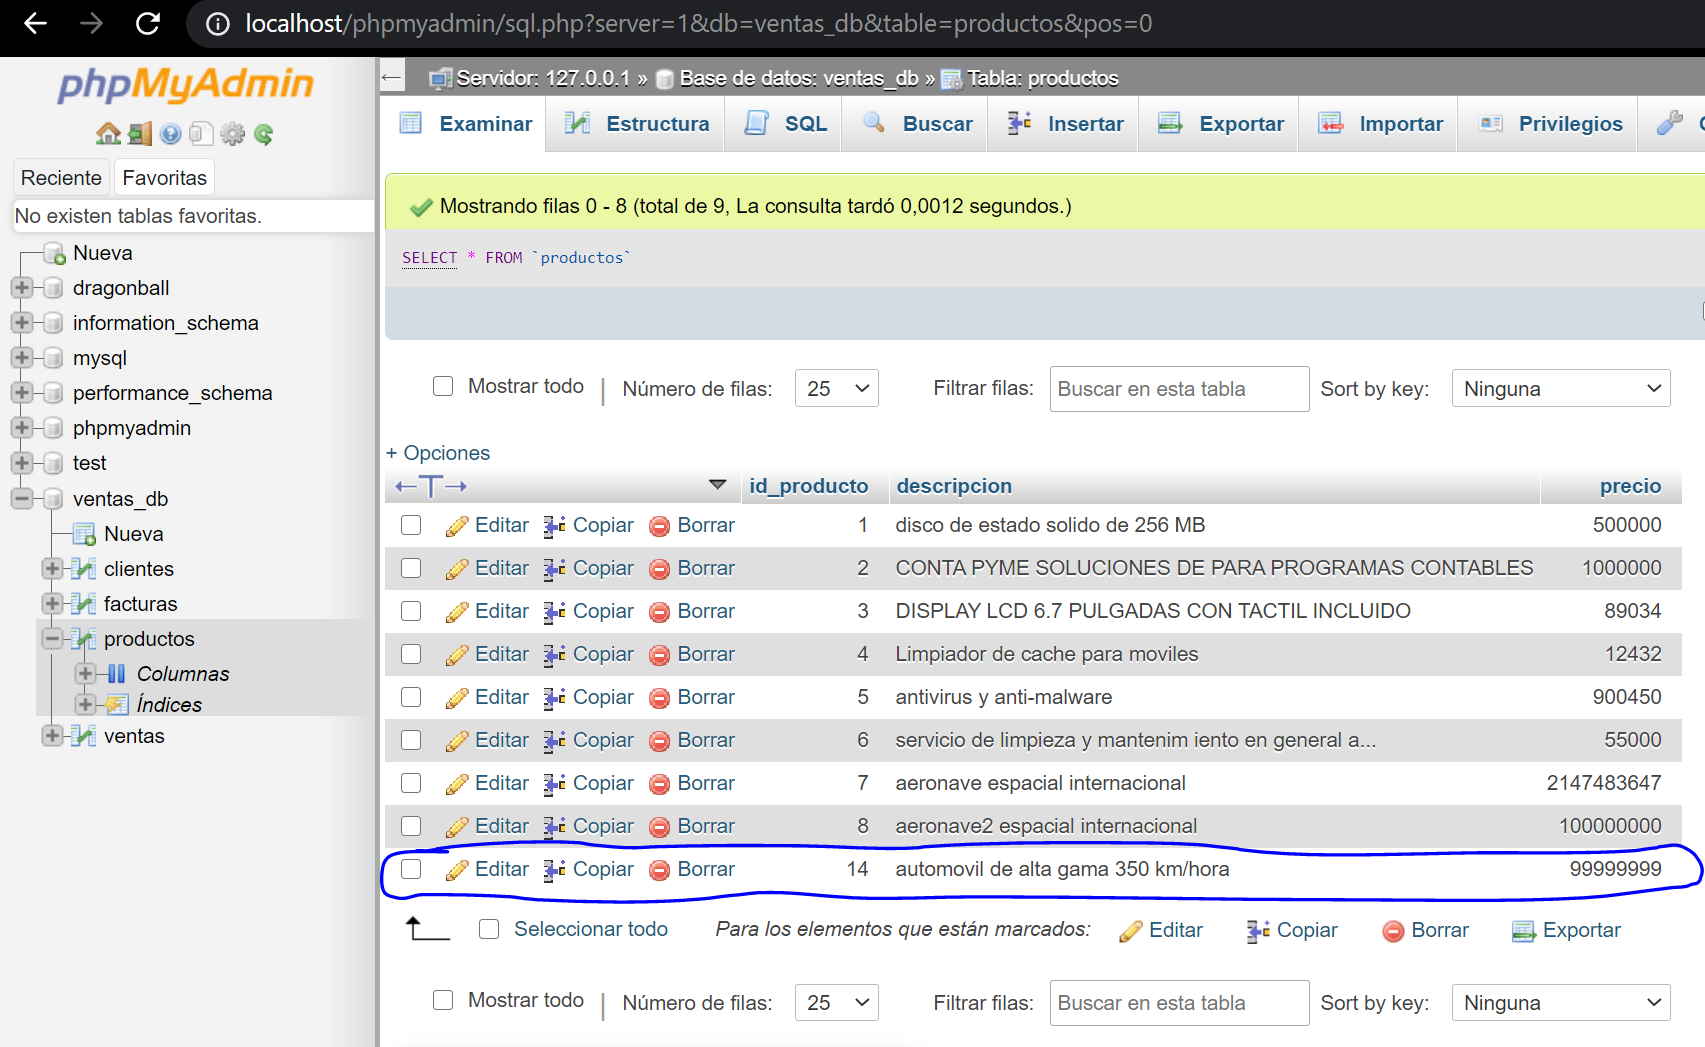 localhost/phpmyadmin/sql.php?server=1&db=ventas_db&table=productos&pos=0
phpMyAdmin
Reciente Favoritas
No existen tablas favoritas.
Nueva
dragonball
information_schema
mysql
performance_schema
phpmyadmin
test
ventas_db
Nueva
clientes
facturas
productos
Columnas
Índices
ventas
Servidor: 127.0.0.1 » Base de datos: ventas_db » Tabla: productos
Examinar Estructura SQL Buscar Insertar Exportar Importar Privilegios
Mostrando filas 0 - 8 (total de 9, La consulta tardó 0,0012 segundos.)
SELECT * FROM `productos`
Mostrar todo | Número de filas: 25 Filtrar filas: Buscar en esta tabla Sort by key: Ninguna
+ Opciones
←T→ id_producto descripcion precio
Editar Copiar Borrar 1 disco de estado solido de 256 MB 500000
Editar Copiar Borrar 2 CONTA PYME SOLUCIONES DE PARA PROGRAMAS CONTABLES 1000000
Editar Copiar Borrar 3 DISPLAY LCD 6.7 PULGADAS CON TACTIL INCLUIDO 89034
Editar Copiar Borrar 4 Limpiador de cache para moviles 12432
Editar Copiar Borrar 5 antivirus y anti-malware 900450
Editar Copiar Borrar 6 servicio de limpieza y mantenim iento en general a... 55000
Editar Copiar Borrar 7 aeronave espacial internacional 2147483647
Editar Copiar Borrar 8 aeronave2 espacial internacional 100000000
Editar Copiar Borrar 14 automovil de alta gama 350 km/hora 99999999
Seleccionar todo Para los elementos que están marcados: Editar Copiar Borrar Exportar
Mostrar todo | Número de filas: 25 Filtrar filas: Buscar en esta tabla Sort by key: Ninguna